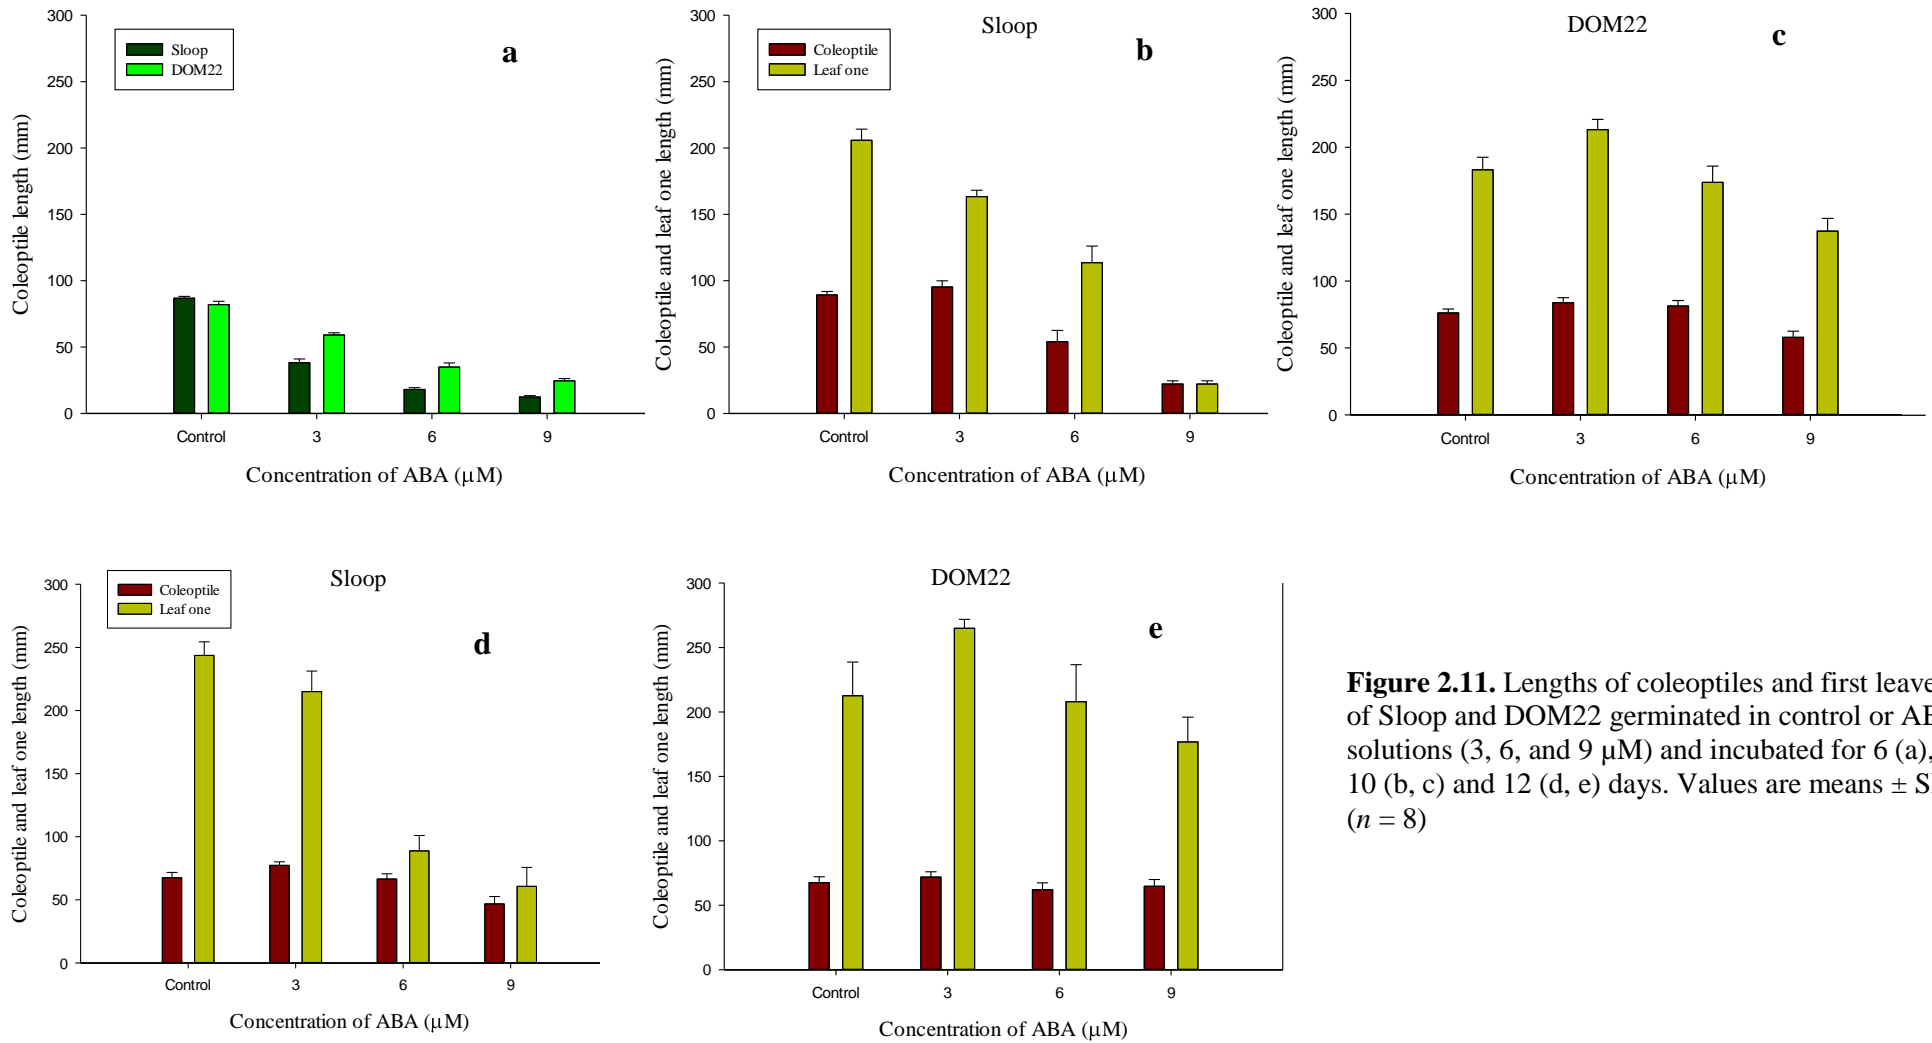 300
250
200
150
100
50
0
Coleoptile length (mm)
Sloop
DOM22
a
Control 3 6 9
Concentration of ABA (µM)
300
250
200
150
100
50
0
Coleoptile and leaf one length (mm)
Sloop
Coleoptile
Leaf one
b
Control 3 6 9
Concentration of ABA (µM)
300
250
200
150
100
50
0
Coleoptile and leaf one length (mm)
DOM22
c
Control 3 6 9
Concentration of ABA (µM)
300
250
200
150
100
50
0
Coleoptile and leaf one length (mm)
Sloop
Coleoptile
Leaf one
d
Control 3 6 9
Concentration of ABA (µM)
300
250
200
150
100
50
0
Coleoptile and leaf one length (mm)
DOM22
e
Control 3 6 9
Concentration of ABA (µM)
Figure 2.11. Lengths of coleoptiles and first leave
of Sloop and DOM22 germinated in control or
solutions (3, 6, and 9 µM) and incubated for 6 (a),
10 (b, c) and 12 (d, e) days. Values are means ±
(n = 8)